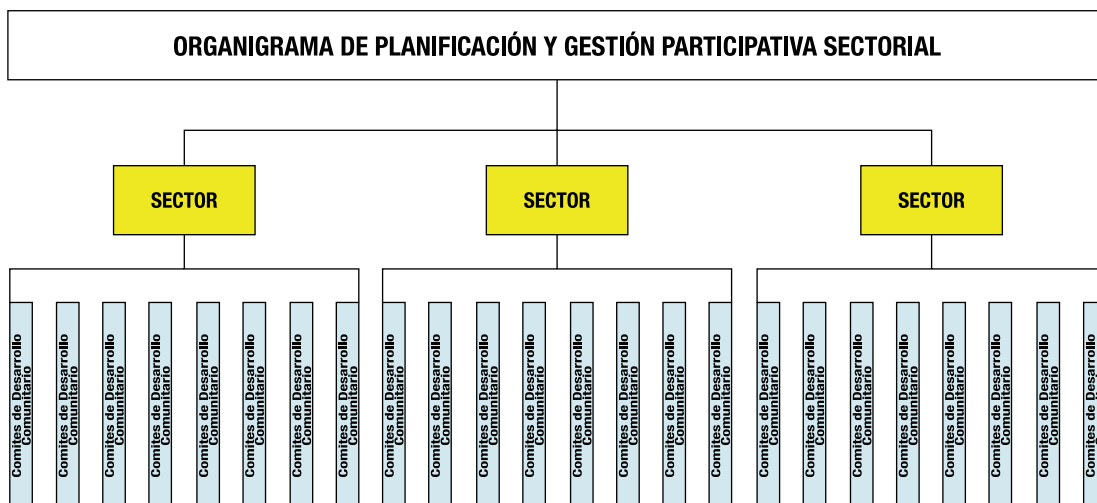 ORGANIGRAMA DE PLANIFICACIÓN Y GESTIÓN PARTICIPATIVA SECTORIAL
SECTOR
SECTOR
SECTOR
Comites de Desarrollo
Comunitario
Comites de Desarrollo
Comunitario
Comites de Desarrollo
Comunitario
Comites de Desarrollo
Comunitario
Comites de Desarrollo
Comunitario
Comites de Desarrollo
Comunitario
Comites de Desarrollo
Comunitario
Comites de Desarrollo
Comunitario
Comites de Desarrollo
Comunitario
Comites de Desarrollo
Comunitario
Comites de Desarrollo
Comunitario
Comites de Desarrollo
Comunitario
Comites de Desarrollo
Comunitario
Comites de Desarrollo
Comunitario
Comites de Desarrollo
Comunitario
Comites de Desarrollo
Comunitario
Comites de Desarrollo
Comunitario
Comites de Desarrollo
Comunitario
Comites de Desarrollo
Comunitario
Comites de Desarrollo
Comunitario
Comites de Desarrollo
Comunitario
Comites de Desarrollo
Comunitario
Comites de Desarrollo
Comunitario
Comites de Desarrollo
Comunitario